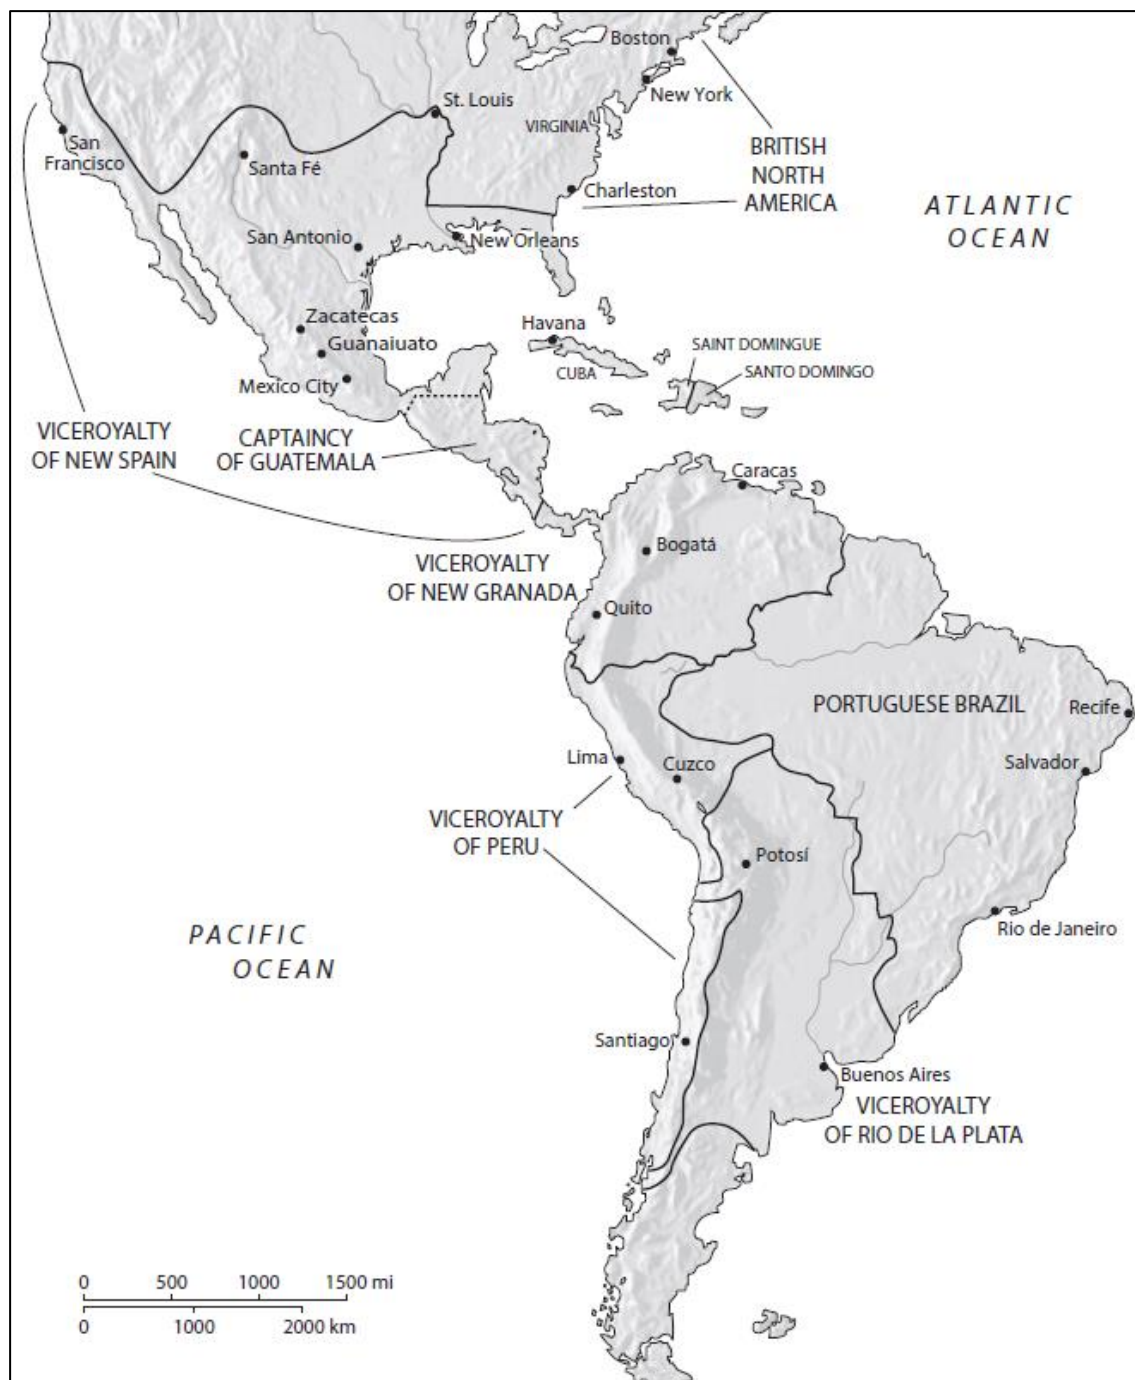 Boston
St. Louis
New York
VIRGINIA
San
Francisco
Santa Fé
BRITISH
NORTH
AMERICA
Charleston
ATLANTIC
OCEAN
San Antonio
New Orleans
Zacatecas
Havana
Guanaiuato
SAINT DOMINGUE
Mexico City
CUBA
SANTO DOMINGO
VICEROYALTY
OF NEW SPAIN
CAPTAINCY
OF GUATEMALA
Caracas
Bogatá
VICEROYALTY
OF NEW GRANADA
Quito
PORTUGUESE BRAZIL
Recife
Lima
Cuzco
Salvador
VICEROYALTY
OF PERU
Potosí
PACIFIC
OCEAN
Rio de Janeiro
Santiago
Buenos Aires
VICEROYALTY
OF RIO DE LA PLATA
0 500 1000 1500 mi
0 1000 2000 km